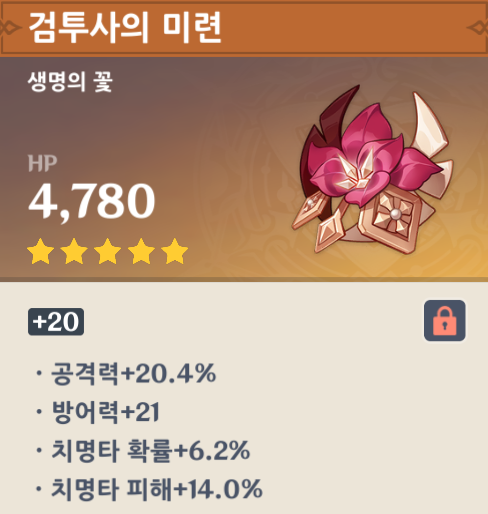 검투사의 미련
생명의 꽃
HP
4,780
+20
· 공격력+20.4%
· 방어력+21
· 치명타 확률+6.2%
· 치명타 피해+14.0%